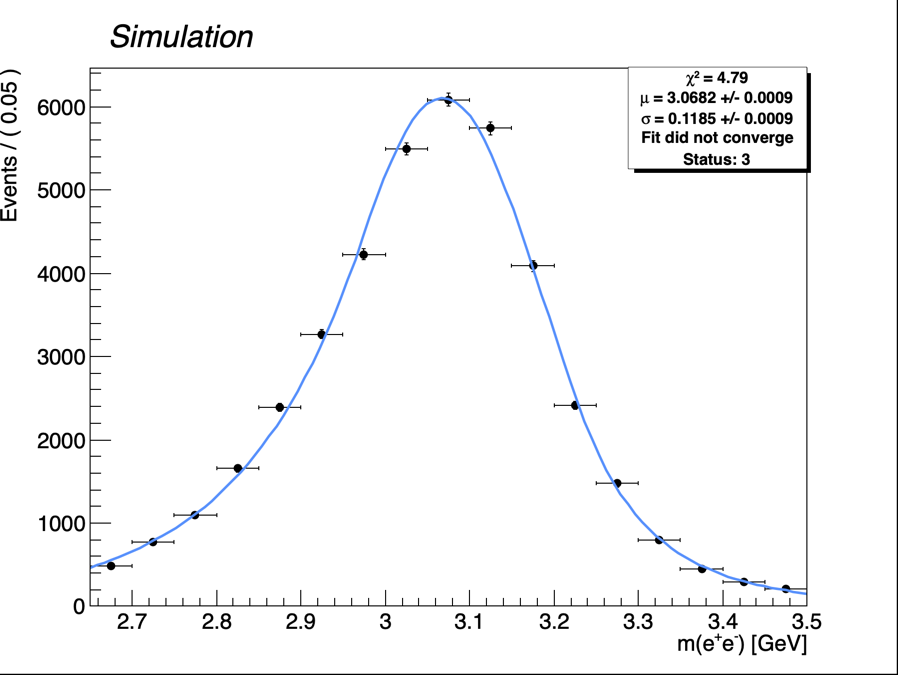 Simulation
Events / ( 0.05 )
6000
5000
4000
3000
2000
1000
0
χ² = 4.79
μ = 3.0682 +/- 0.0009
σ = 0.1185 +/- 0.0009
Fit did not converge
Status: 3
2.7 2.8 2.9 3 3.1 3.2 3.3 3.4 3.5
m(e⁺e⁻) [GeV]